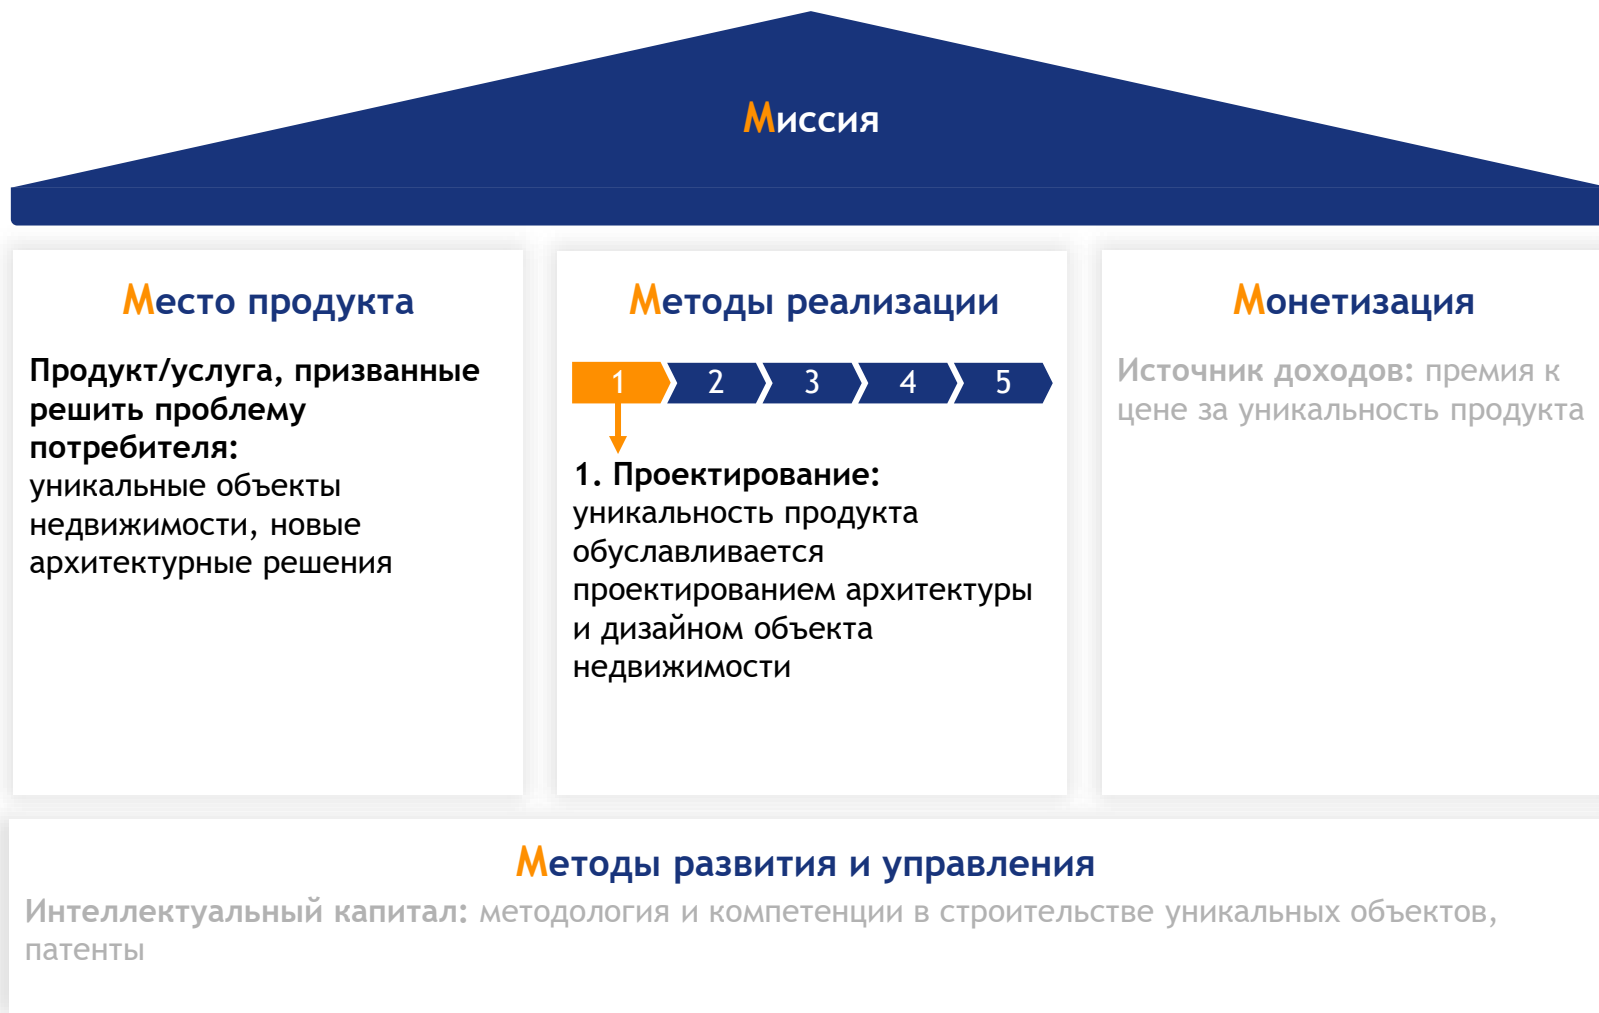 Миссия
Место продукта
Продукт/услуга, призванные
решить проблему
потребителя:
уникальные объекты
недвижимости, новые
архитектурные решения
Методы реализации
1 2 3 4 5
1. Проектирование:
уникальность продукта
обуславливается
проектированием архитектуры
и дизайном объекта
недвижимости
Монетизация
Источник доходов: премия к
цене за уникальность продукта
Методы развития и управления
Интеллектуальный капитал: методология и компетенции в строительстве уникальных объектов,
патенты